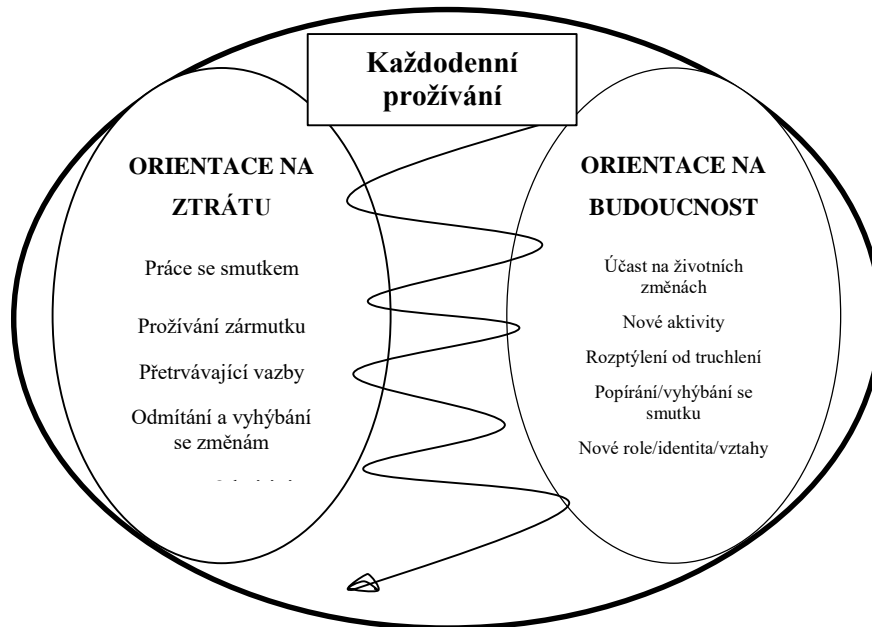 Každodenní
prožívání
ORIENTACE NA
ZTRÁTU
Práce se smutkem
Prožívání zármutku
Přetrvávající vazby
Odmítání a vyhýbání
se změnám
ORIENTACE NA
BUDOUCNOST
Účast na životních
změnách
Nové aktivity
Rozptýlení od truchlení
Popírání/vyhýbání se
smutku
Nové role/identita/vztahy